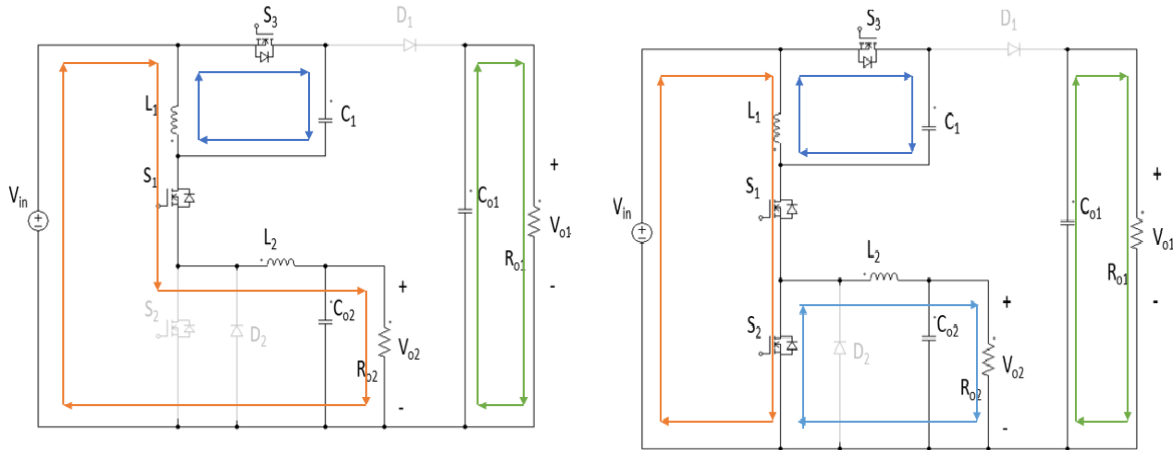 S3
D1
L1
C1
S1
Vin
L2
Co1
+
Vo1
-
Ro1
S2
D2
Co2
+
Vo2
-
Ro2
S3
D1
L1
C1
S1
Vin
L2
Co1
+
Vo1
-
Ro1
S2
D2
Co2
+
Vo2
-
Ro2